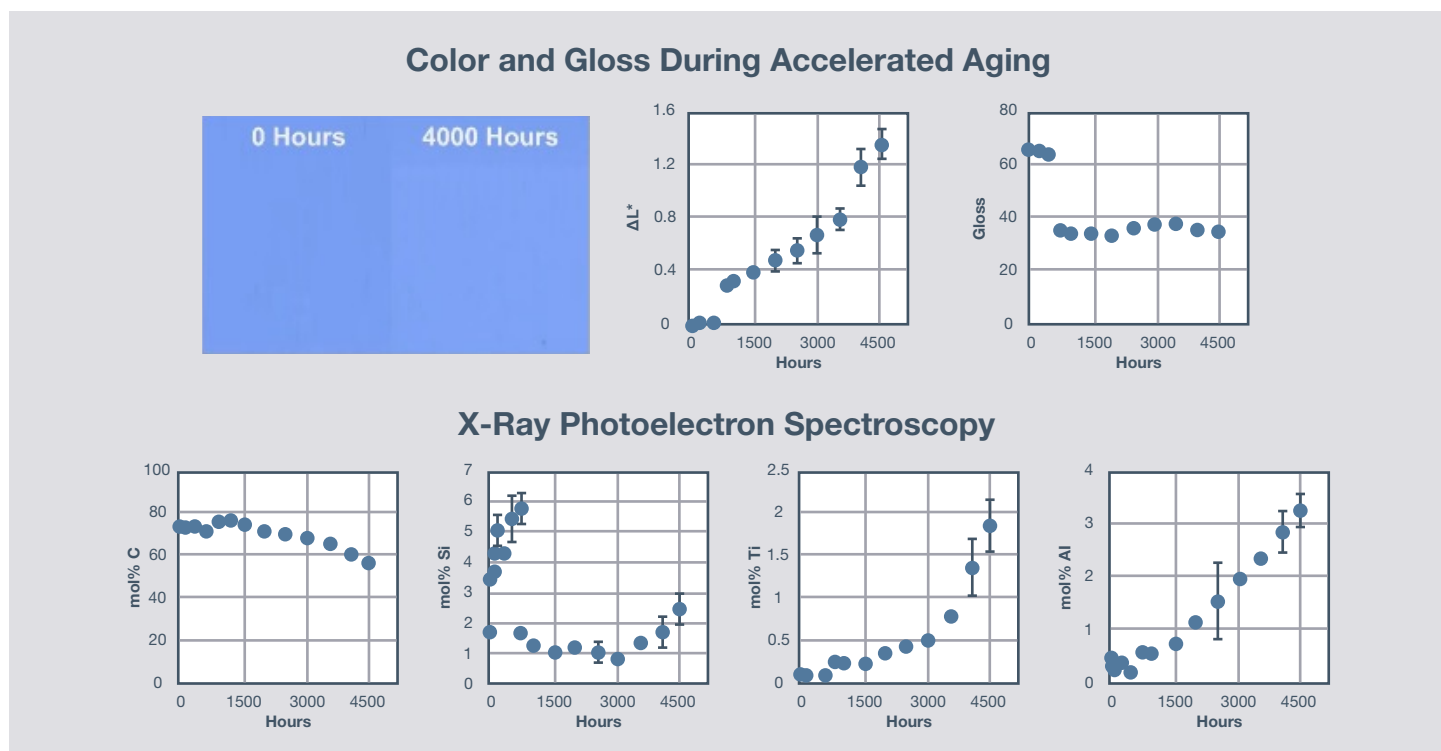 Color and Gloss During Accelerated Aging
0 Hours 4000 Hours
1.6
1.2
0.8
0.4
0
ΔL*
0 1500 3000 4500
Hours
80
60
40
20
0
Gloss
0 1500 3000 4500
Hours
X-Ray Photoelectron Spectroscopy
100
80
60
40
20
0
mol% C
0 1500 3000 4500
Hours
7
6
5
4
3
2
1
0
mol% Si
0 1500 3000 4500
Hours
2.5
2
1.5
1
0.5
0
mol% Ti
0 1500 3000 4500
Hours
4
3
2
1
0
mol% Al
0 1500 3000 4500
Hours